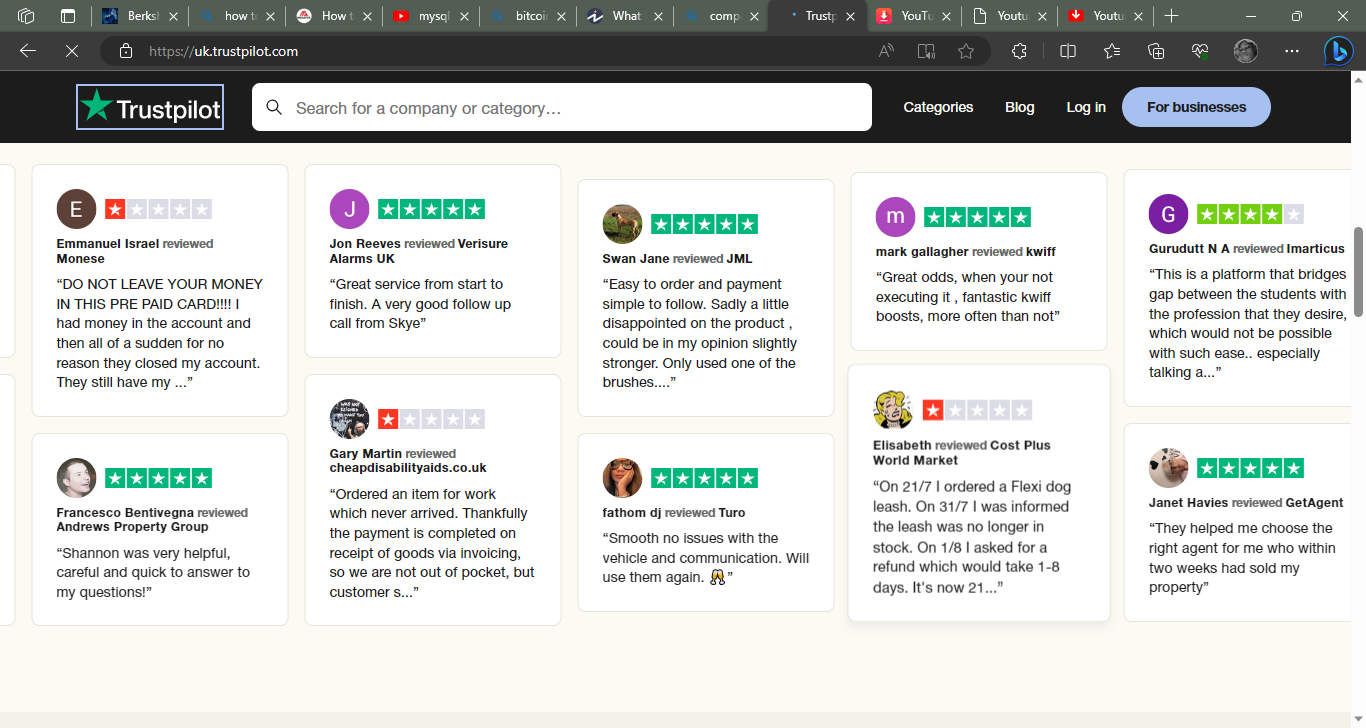 Berksh
how to
How t
mysql
bitcoin
What
comp
Trustp
YouTu
Youtu
Youtu
https://uk.trustpilot.com
Trustpilot
Search for a company or category…
Categories
Blog
Log in
For businesses
E
Emmanuel Israel reviewed
Monese
“DO NOT LEAVE YOUR MONEY
IN THIS PRE PAID CARD!!!! I
had money in the account and
then all of a sudden for no
reason they closed my account.
They still have my ...”
Francesco Bentivegna reviewed
Andrews Property Group
“Shannon was very helpful,
careful and quick to answer to
my questions!”
J
Jon Reeves reviewed Verisure
Alarms UK
“Great service from start to
finish. A very good follow up
call from Skye”
Gary Martin reviewed
cheapdisabilityaids.co.uk
“Ordered an item for work
which never arrived. Thankfully
the payment is completed on
receipt of goods via invoicing,
so we are not out of pocket, but
customer s...”
Swan Jane reviewed JML
“Easy to order and payment
simple to follow. Sadly a little
disappointed on the product ,
could be in my opinion slightly
stronger. Only used one of the
brushes....”
fathom dj reviewed Turo
“Smooth no issues with the
vehicle and communication. Will
use them again. 🥂”
m
mark gallagher reviewed kwiff
“Great odds, when your not
executing it , fantastic kwiff
boosts, more often than not”
Elisabeth reviewed Cost Plus
World Market
“On 21/7 I ordered a Flexi dog
leash. On 31/7 I was informed
the leash was no longer in
stock. On 1/8 I asked for a
refund which would take 1-8
days. It's now 21...”
G
Gurudutt N A reviewed Imarticus
“This is a platform that bridges
gap between the students with
the profession that they desire,
which would not be possible
with such ease.. especially
talking a...”
Janet Havies reviewed GetAgent
“They helped me choose the
right agent for me who within
two weeks had sold my
property”